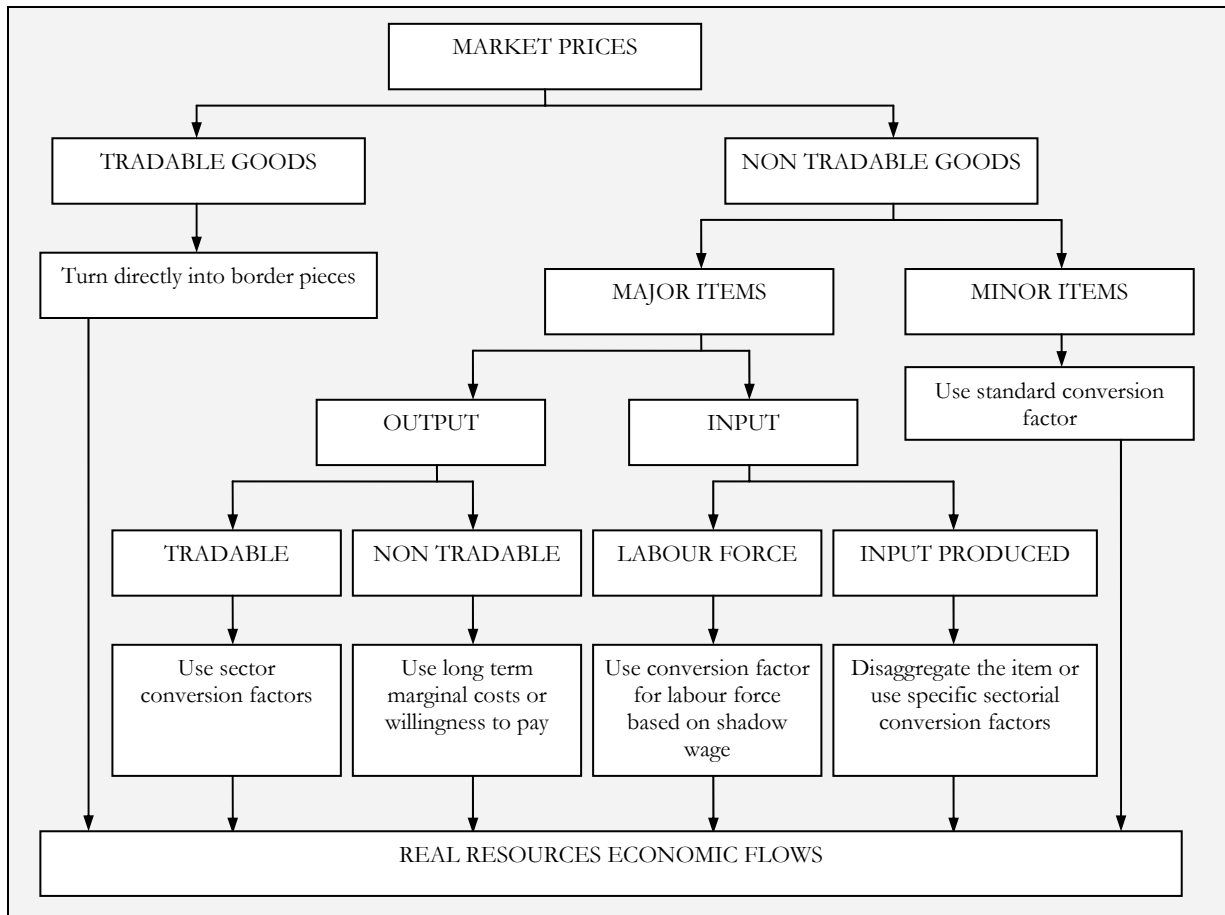 MARKET PRICES
TRADABLE GOODS
NON TRADABLE GOODS
Turn directly into border pieces
MAJOR ITEMS
MINOR ITEMS
Use standard conversion
factor
OUTPUT
INPUT
TRADABLE
NON TRADABLE
LABOUR FORCE
INPUT PRODUCED
Use sector
conversion factors
Use long term
marginal costs or
willingness to pay
Use conversion factor
for labour force
based on shadow
wage
Disaggregate the item or
use specific sectorial
conversion factors
REAL RESOURCES ECONOMIC FLOWS